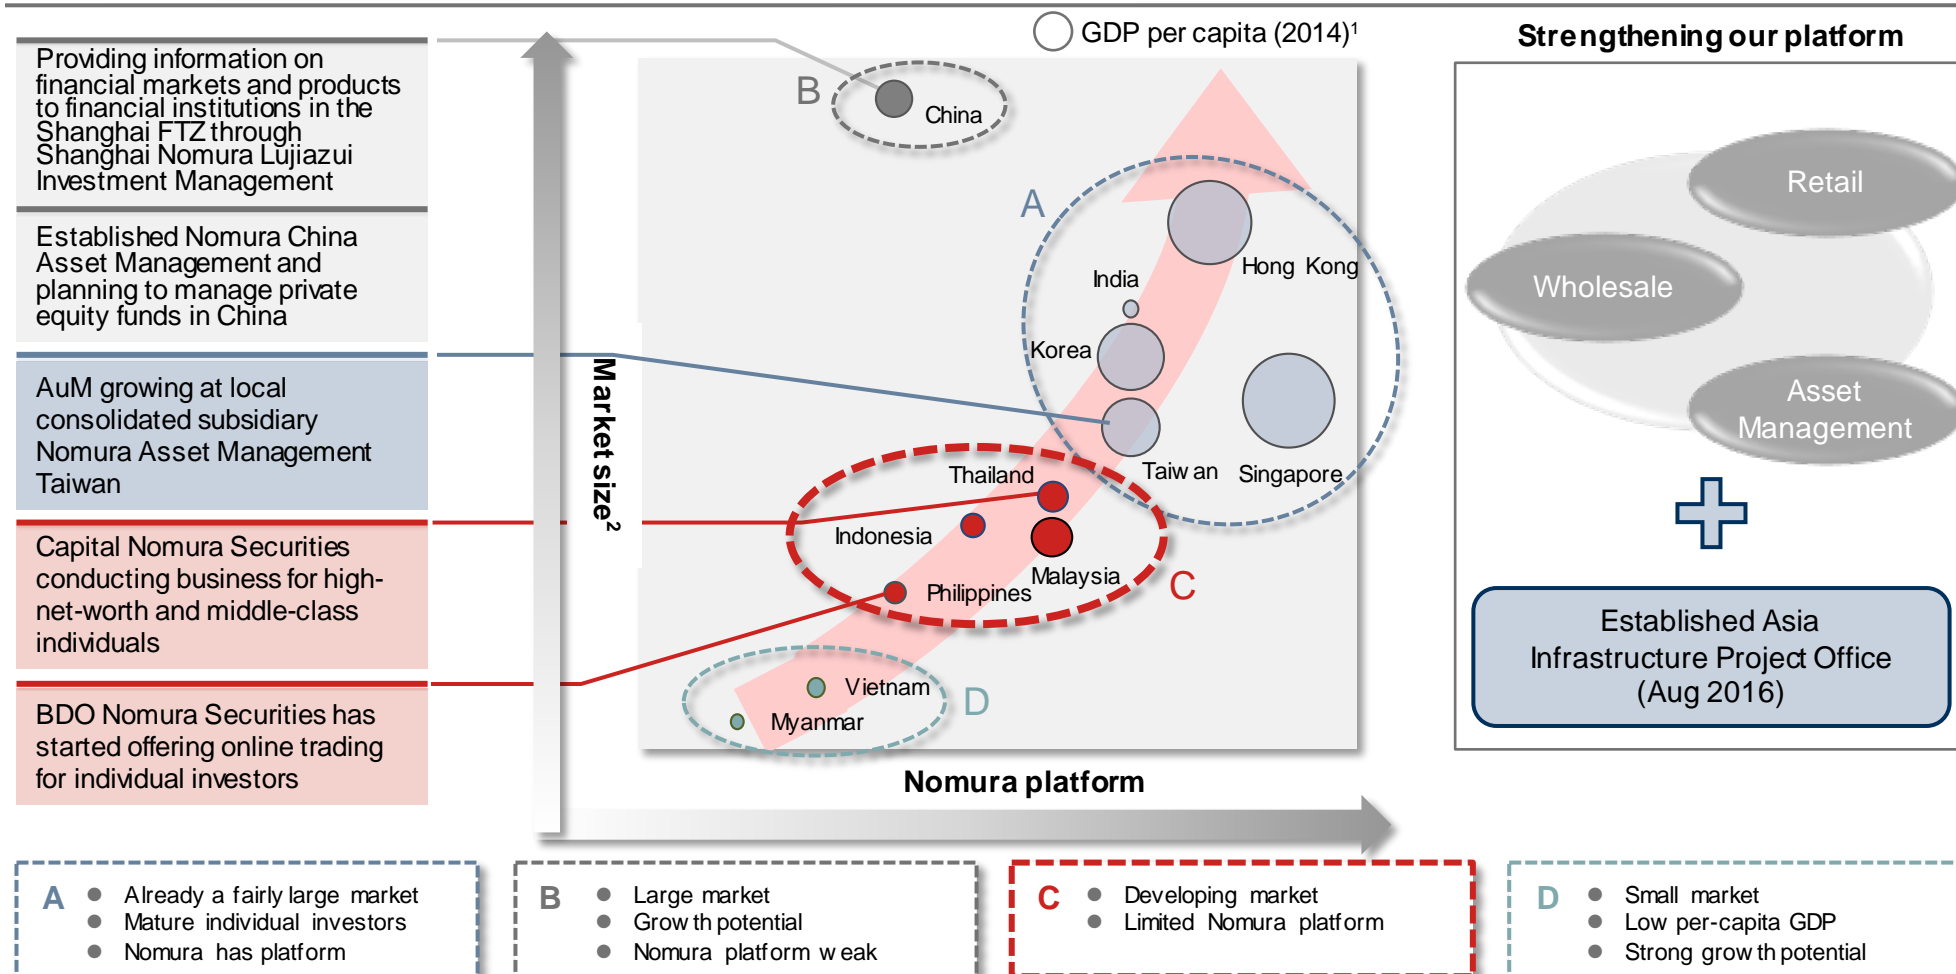 GDP per capita (2014)1
Strengthening our platform
Providing information on
financial markets and products
to financial institutions in the
Shanghai FTZ through
Shanghai Nomura Lujiazui
Investment Management
Established Nomura China
Asset Management and
planning to manage private
equity funds in China
AuM growing at local
consolidated subsidiary
Nomura Asset Management
Taiwan
Capital Nomura Securities
conducting business for high-
net-worth and middle-class
individuals
BDO Nomura Securities has
started offering online trading
for individual investors
Market size2
B
China
A
Hong Kong
India
Korea
Taiwan
Singapore
Thailand
Indonesia
Malaysia
Philippines
C
Vietnam
Myanmar
D
Nomura platform
Retail
Wholesale
Asset
Management
Established Asia
Infrastructure Project Office
(Aug 2016)
A
● Already a fairly large market
● Mature individual investors
● Nomura has platform
B
● Large market
● Growth potential
● Nomura platform weak
C
● Developing market
● Limited Nomura platform
D
● Small market
● Low per-capita GDP
● Strong growth potential